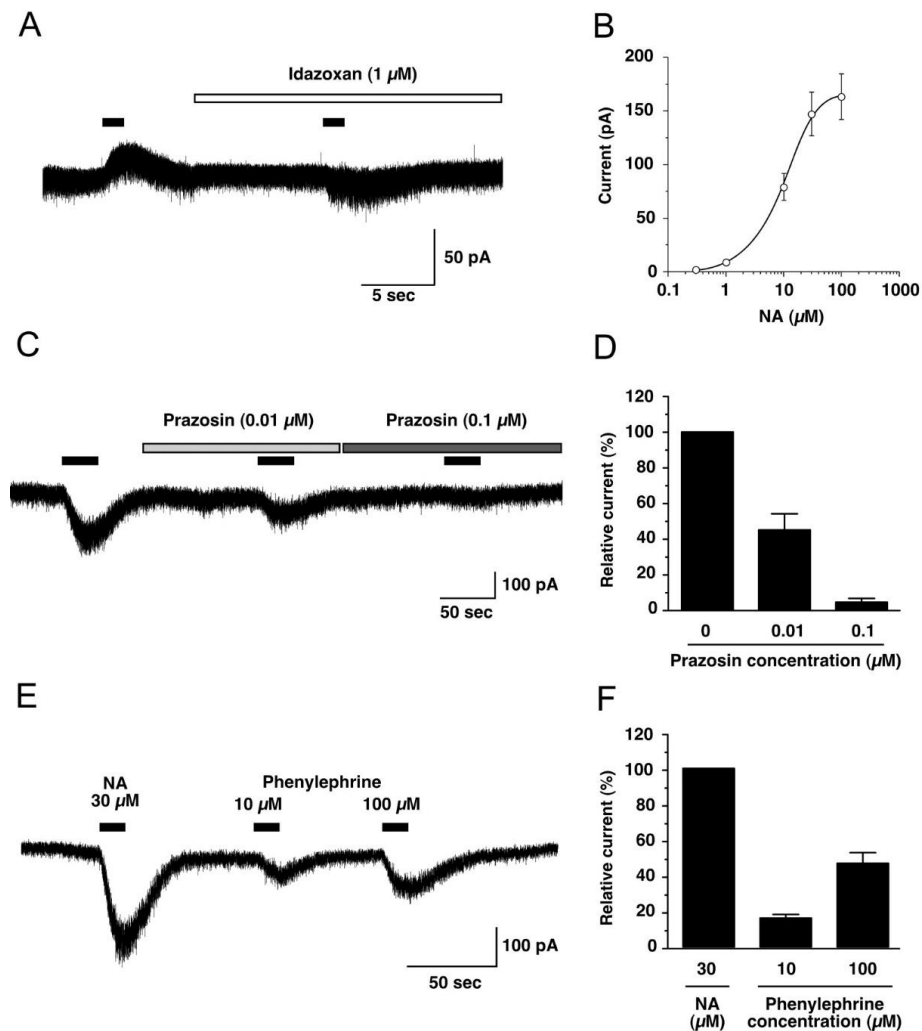 A
Idazoxan (1 µM)
50 pA
5 sec
B
200
150
100
50
0
Current (pA)
0.1 1 10 100 1000
NA (µM)
C
Prazosin (0.01 µM) Prazosin (0.1 µM)
100 pA
50 sec
D
120
100
80
60
40
20
0
Relative current (%)
0 0.01 0.1
Prazosin concentration (µM)
E
NA
30 µM
Phenylephrine
10 µM 100 µM
100 pA
50 sec
F
120
100
80
60
40
20
0
Relative current (%)
30 10 100
NA
(µM)
Phenylephrine
concentration (µM)